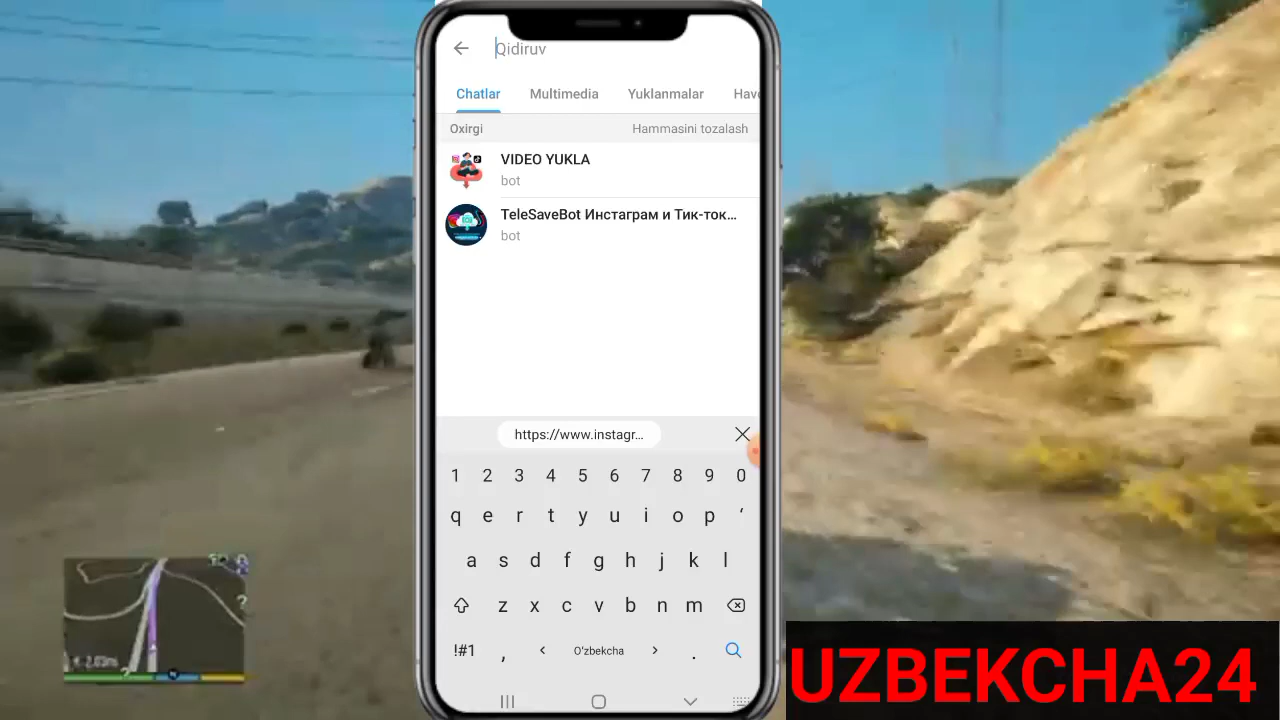 Qidiruv
Chatlar Multimedia Yuklanmalar
Oxirgi Hammasini tozalash
VIDEO YUKLA
bot
TeleSaveBot Инстаграм и Тик-ток...
bot
https://www.instagr...
1 2 3 4 5 6 7 8 9 0
q e r t y u i o p ‘
a s d f g h j k l
z x c v b n m
!#1 , < O'zbekcha > .
UZBEKCHA24